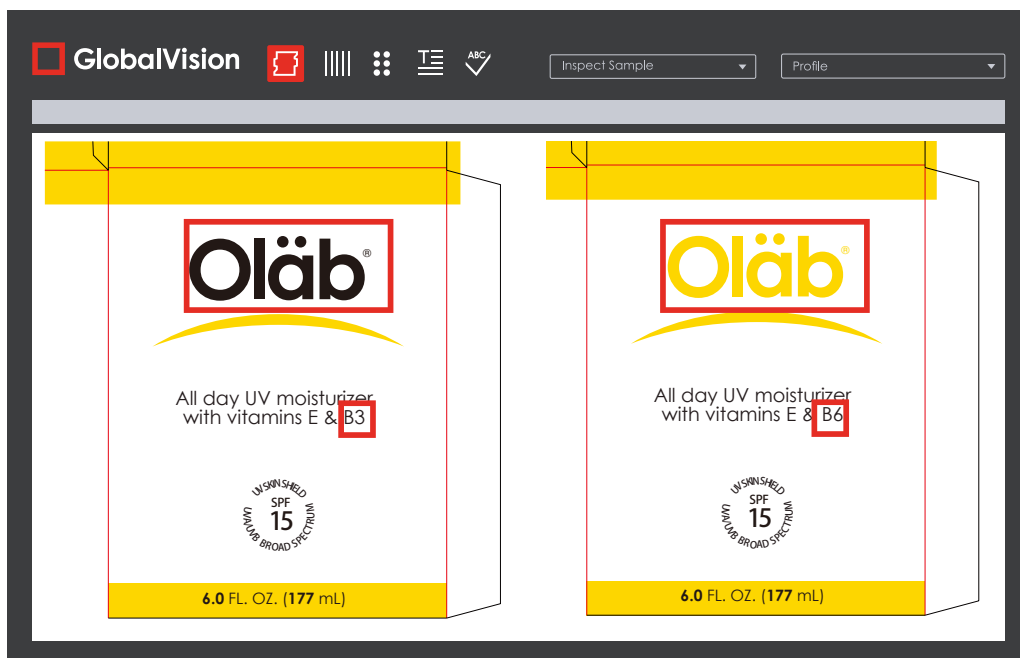 GlobalVision
ABC
Inspect Sample
Profile
Oläb®
All day UV moisturizer
with vitamins E & B3
UV SKIN SHIELD
SPF
15
UVA/UVB BROAD SPECTRUM
6.0 FL. OZ. (177 mL)
Oläb®
All day UV moisturizer
with vitamins E & B6
UV SKIN SHIELD
SPF
15
UVA/UVB BROAD SPECTRUM
6.0 FL. OZ. (177 mL)